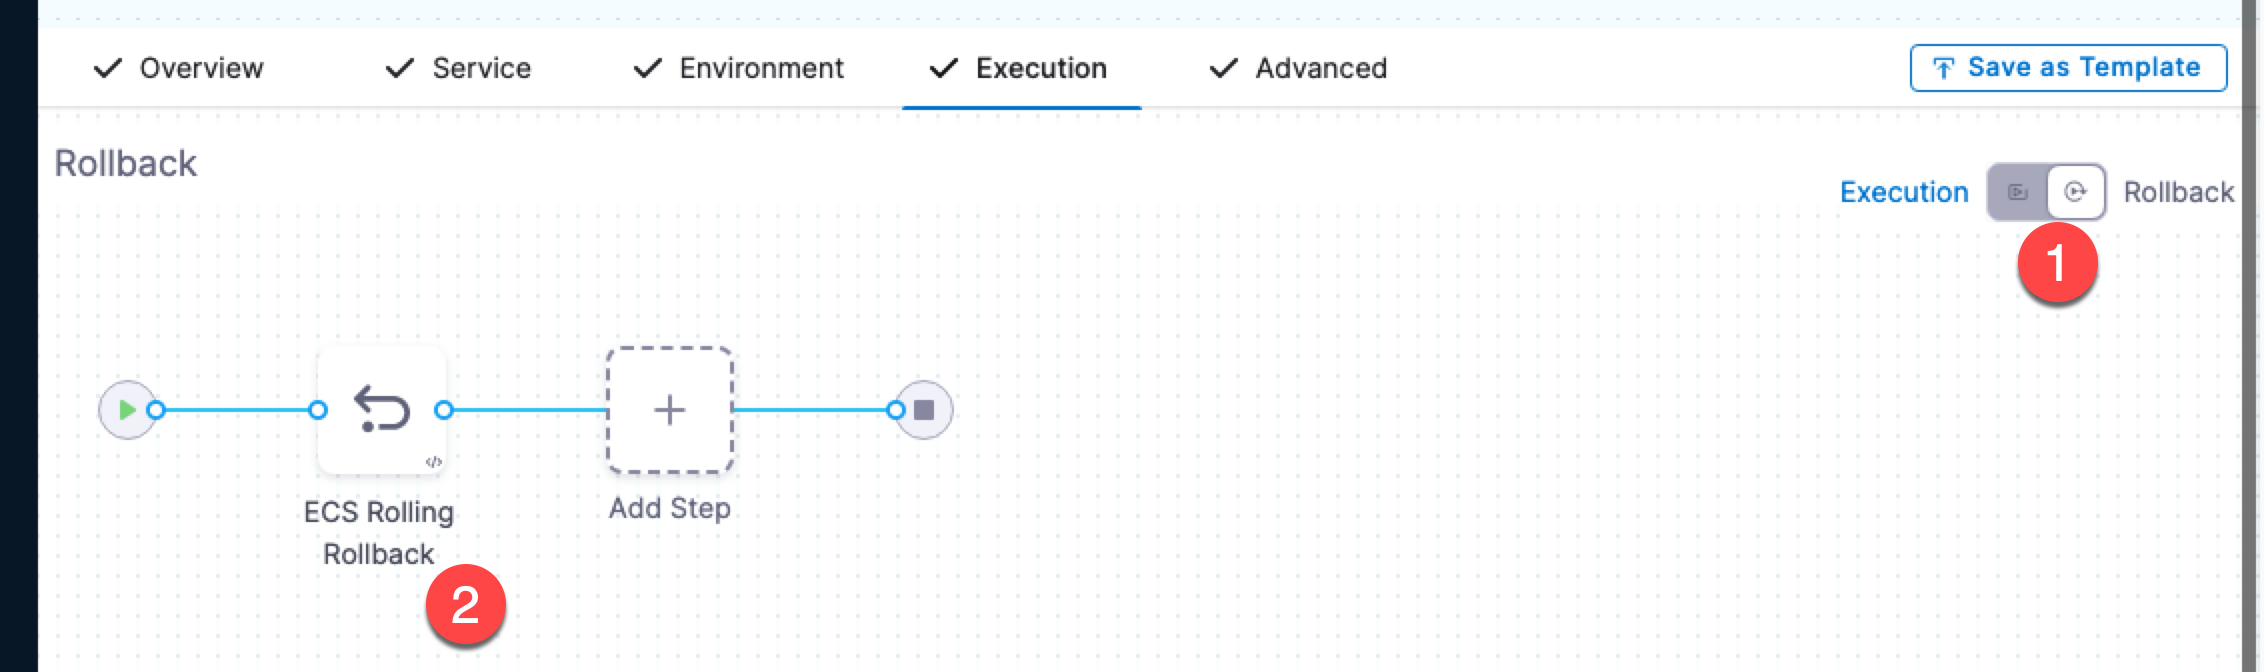 Overview Service Environment Execution Advanced Save as Template
Rollback
Execution Rollback
1
</>
ECS Rolling
Rollback
Add Step
2